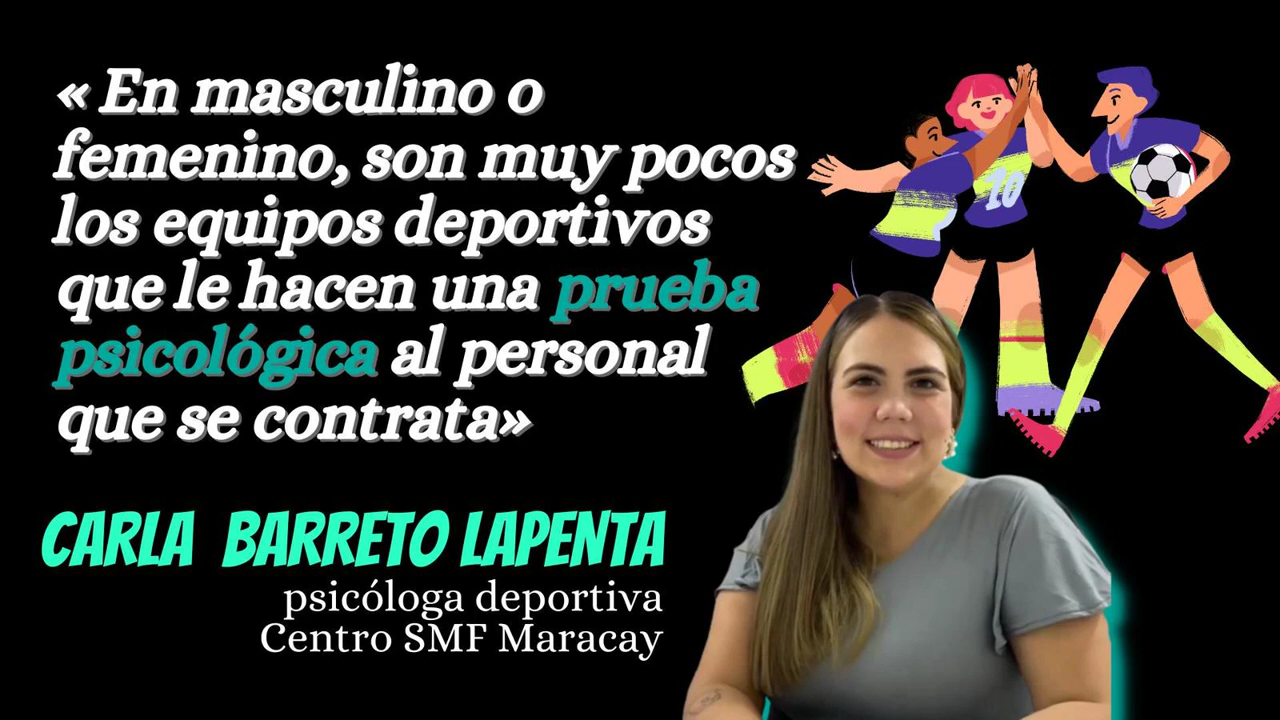 « En masculino o
femenino, son muy pocos
los equipos deportivos
que le hacen una prueba
psicológica al personal
que se contrata»
CARLA BARRETO LAPENTA
psicóloga deportiva
Centro SMF Maracay
10